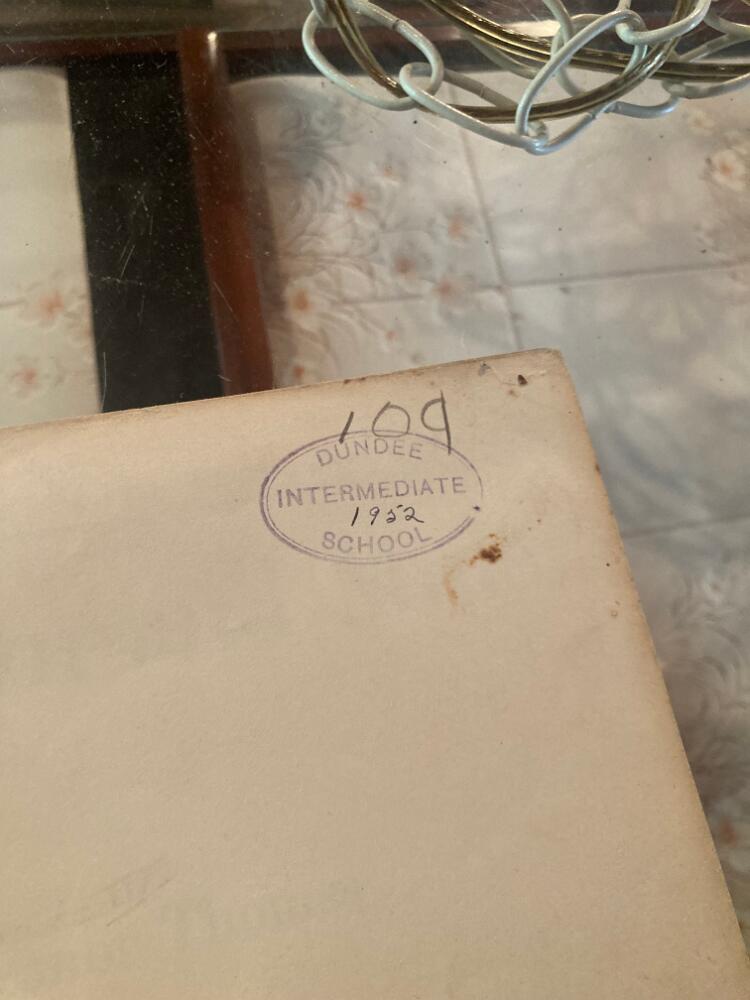 109
DUNDEE
INTERMEDIATE
1952
SCHOOL